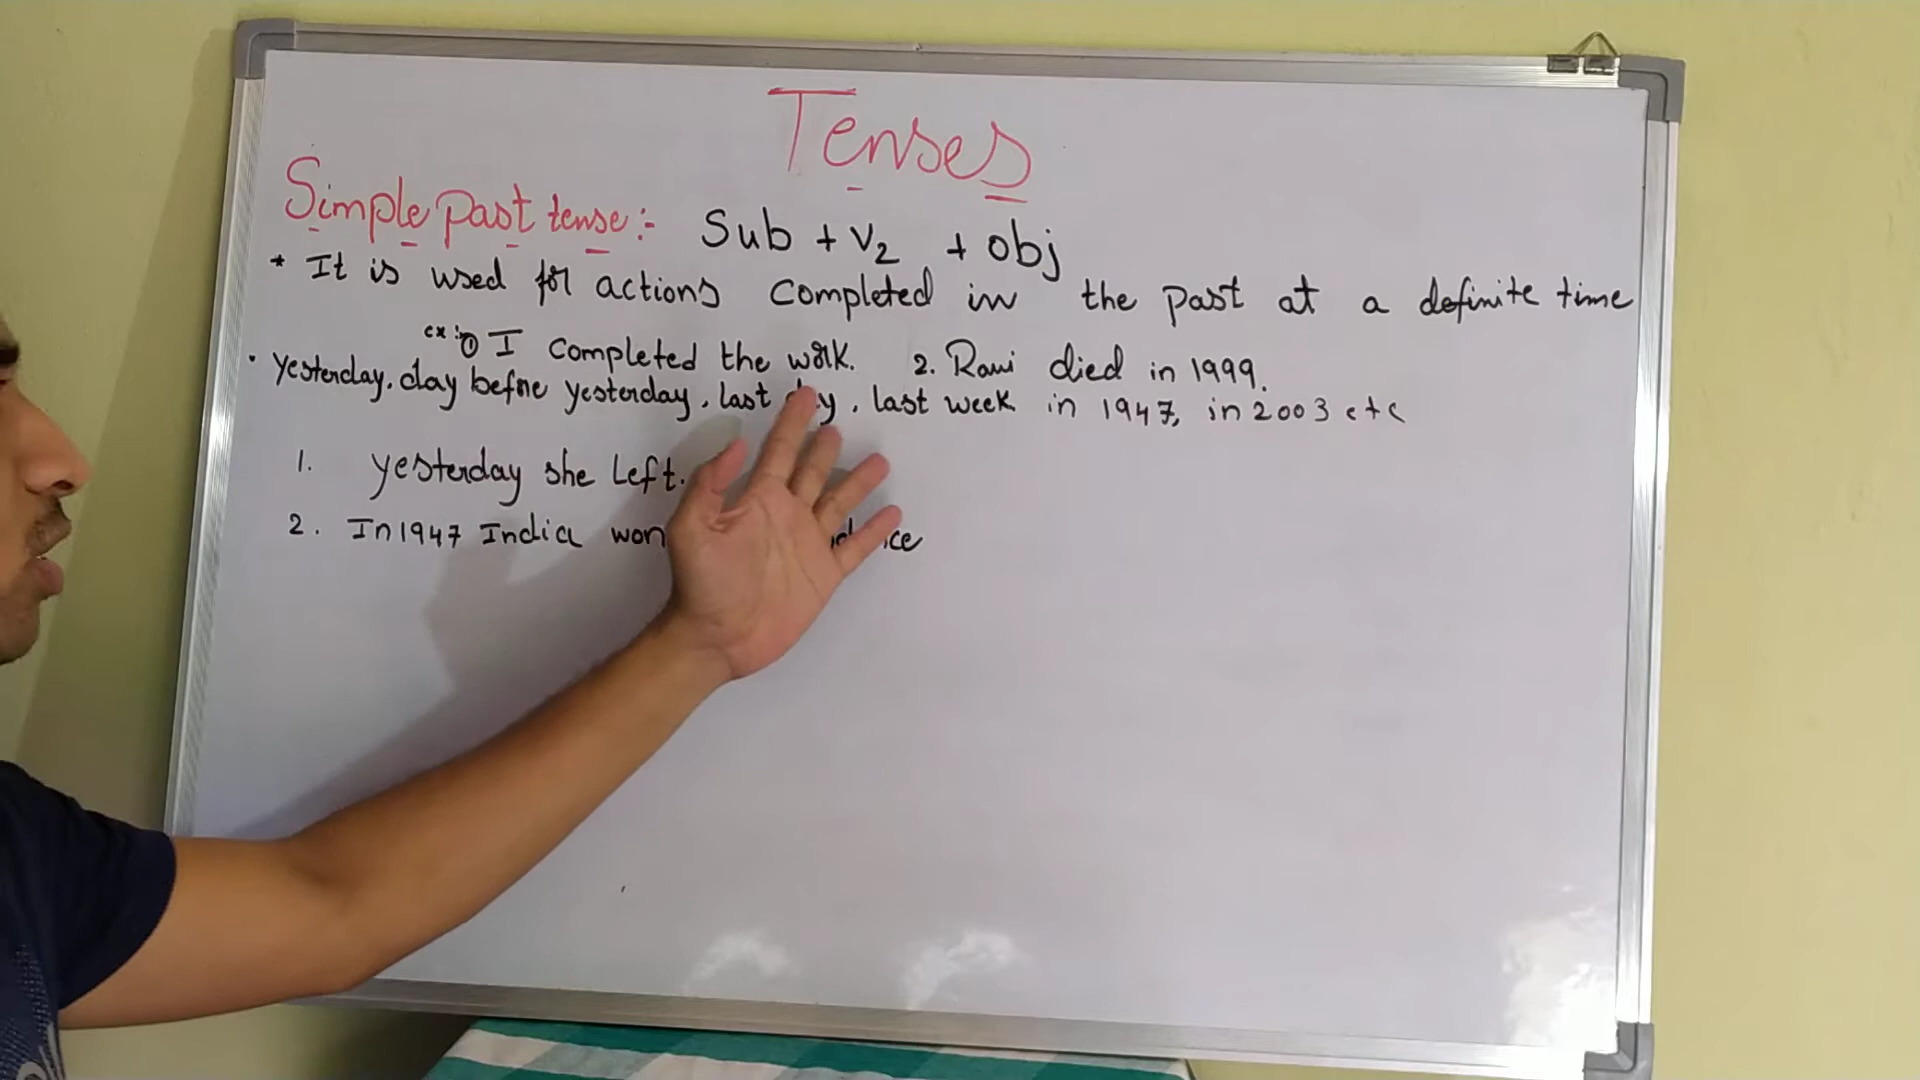 Tenses
Simple past tense :- Sub + V2 + obj
* It is used for actions completed in the past at a definite time
ex: 1) I completed the work. 2. Ravi died in 1999.
• yesterday, day before yesterday, last day, last week in 1947, in 2003 etc
1. yesterday she left.
2. In 1947 India won